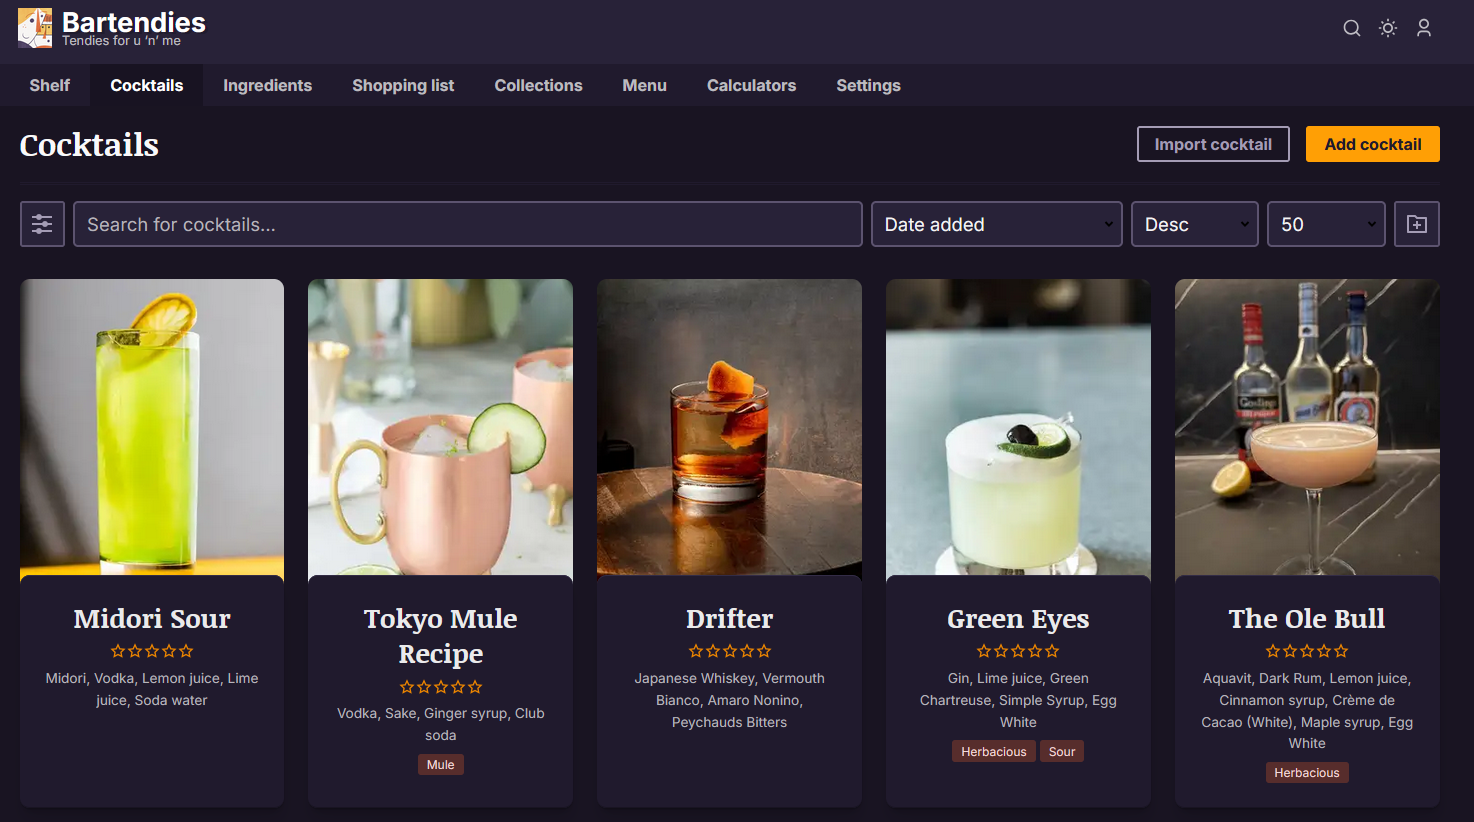 Bartendies
Tendies for u 'n' me
Shelf
Cocktails
Ingredients
Shopping list
Collections
Menu
Calculators
Settings
Cocktails
Import cocktail
Add cocktail
Search for cocktails...
Date added
Desc
50
Gosling
Midori Sour
Midori, Vodka, Lemon juice, Lime
juice, Soda water
Tokyo Mule
Recipe
Vodka, Sake, Ginger syrup, Club
soda
Mule
Drifter
Japanese Whiskey, Vermouth
Bianco, Amaro Nonino,
Peychauds Bitters
Green Eyes
Gin, Lime juice, Green
Chartreuse, Simple Syrup, Egg
White
Herbacious
Sour
The Ole Bull
Aquavit, Dark Rum, Lemon juice,
Cinnamon syrup, Crème de
Cacao (White), Maple syrup, Egg
White
Herbacious